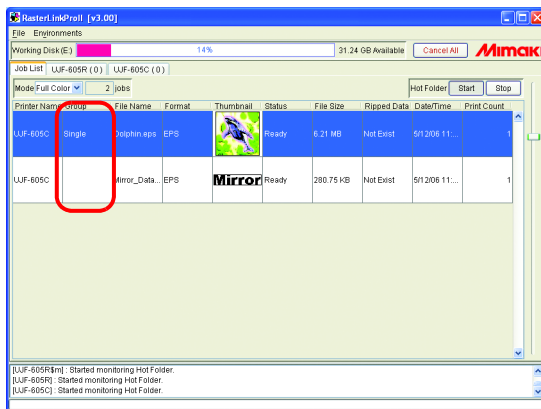 RasterLinkProII [v3.00]
File Environments
Working Disk(E:) 14% 31.24 GB Available Cancel All Mimaki
Job List UJF-605R ( 0 ) UJF-605C ( 0 )
Mode Full Color 2 jobs Hot Folder Start Stop
Printer Name Group File Name Format Thumbnail Status File Size Ripped Data Date/Time Print Count
UJF-605C Single Dolphin.eps EPS Ready 6.21 MB Not Exist 5/12/06 11:... 1
UJF-605C Mirror_Data... EPS Mirror Ready 280.75 KB Not Exist 5/12/06 11:... 1
[UJF-605R$m] : Started monitoring Hot Folder.
[UJF-605R] : Started monitoring Hot Folder.
[UJF-605C] : Started monitoring Hot Folder.